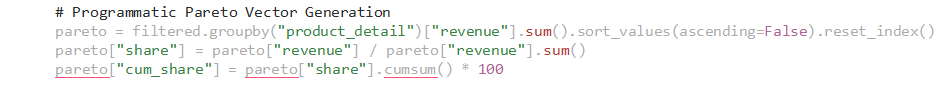 # Programmatic Pareto Vector Generation
pareto = filtered.groupby("product_detail")["revenue"].sum().sort_values(ascending=False).reset_index()
pareto["share"] = pareto["revenue"] / pareto["revenue"].sum()
pareto["cum_share"] = pareto["share"].cumsum() * 100